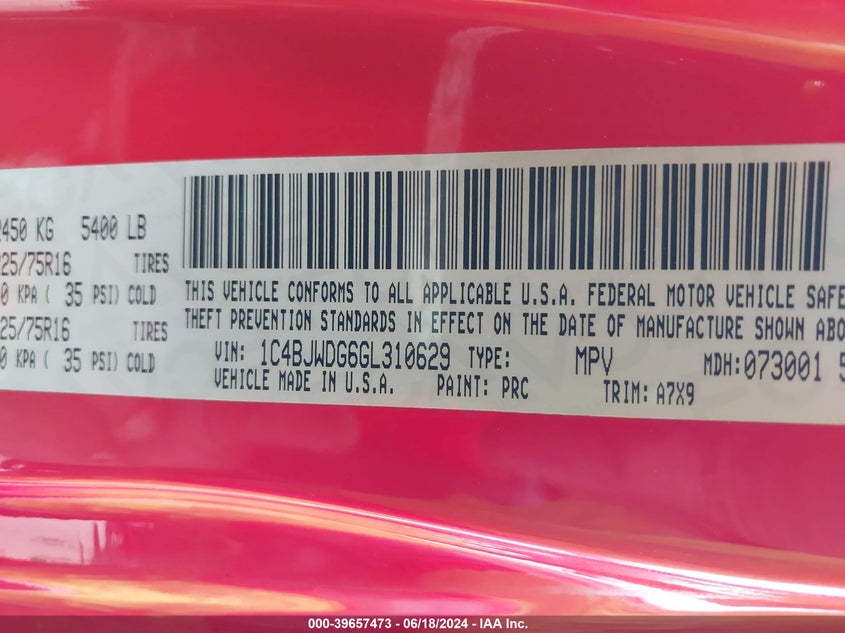 2450 KG 5400 LB
225/75R16 TIRES
0 KPA ( 35 PSI) COLD
225/75R16 TIRES
0 KPA ( 35 PSI) COLD
THIS VEHICLE CONFORMS TO ALL APPLICABLE U.S.A. FEDERAL MOTOR VEHICLE SAFE
THEFT PREVENTION STANDARDS IN EFFECT ON THE DATE OF MANUFACTURE SHOWN ABO
VIN: 1C4BJWDG6GL310629 TYPE: MPV MDH:073001 5
VEHICLE MADE IN U.S.A. PAINT: PRC TRIM: A7X9
000-39657473 - 06/18/2024 - IAA Inc.